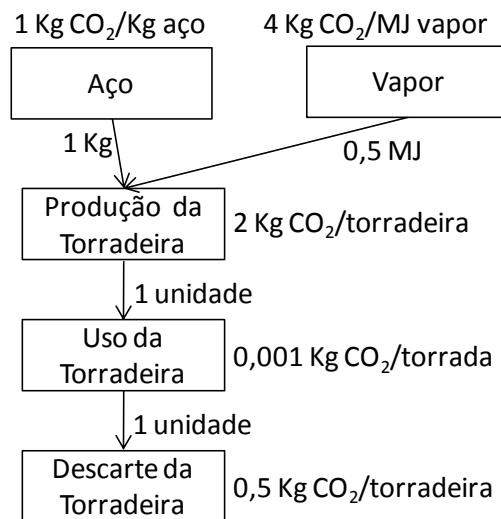 1 Kg CO₂/Kg aço
4 Kg CO₂/MJ vapor
Aço
Vapor
1 Kg
0,5 MJ
Produção da
Torradeira
2 Kg CO₂/torradeira
1 unidade
Uso da
Torradeira
0,001 Kg CO₂/torrada
1 unidade
Descarte da
Torradeira
0,5 Kg CO₂/torradeira